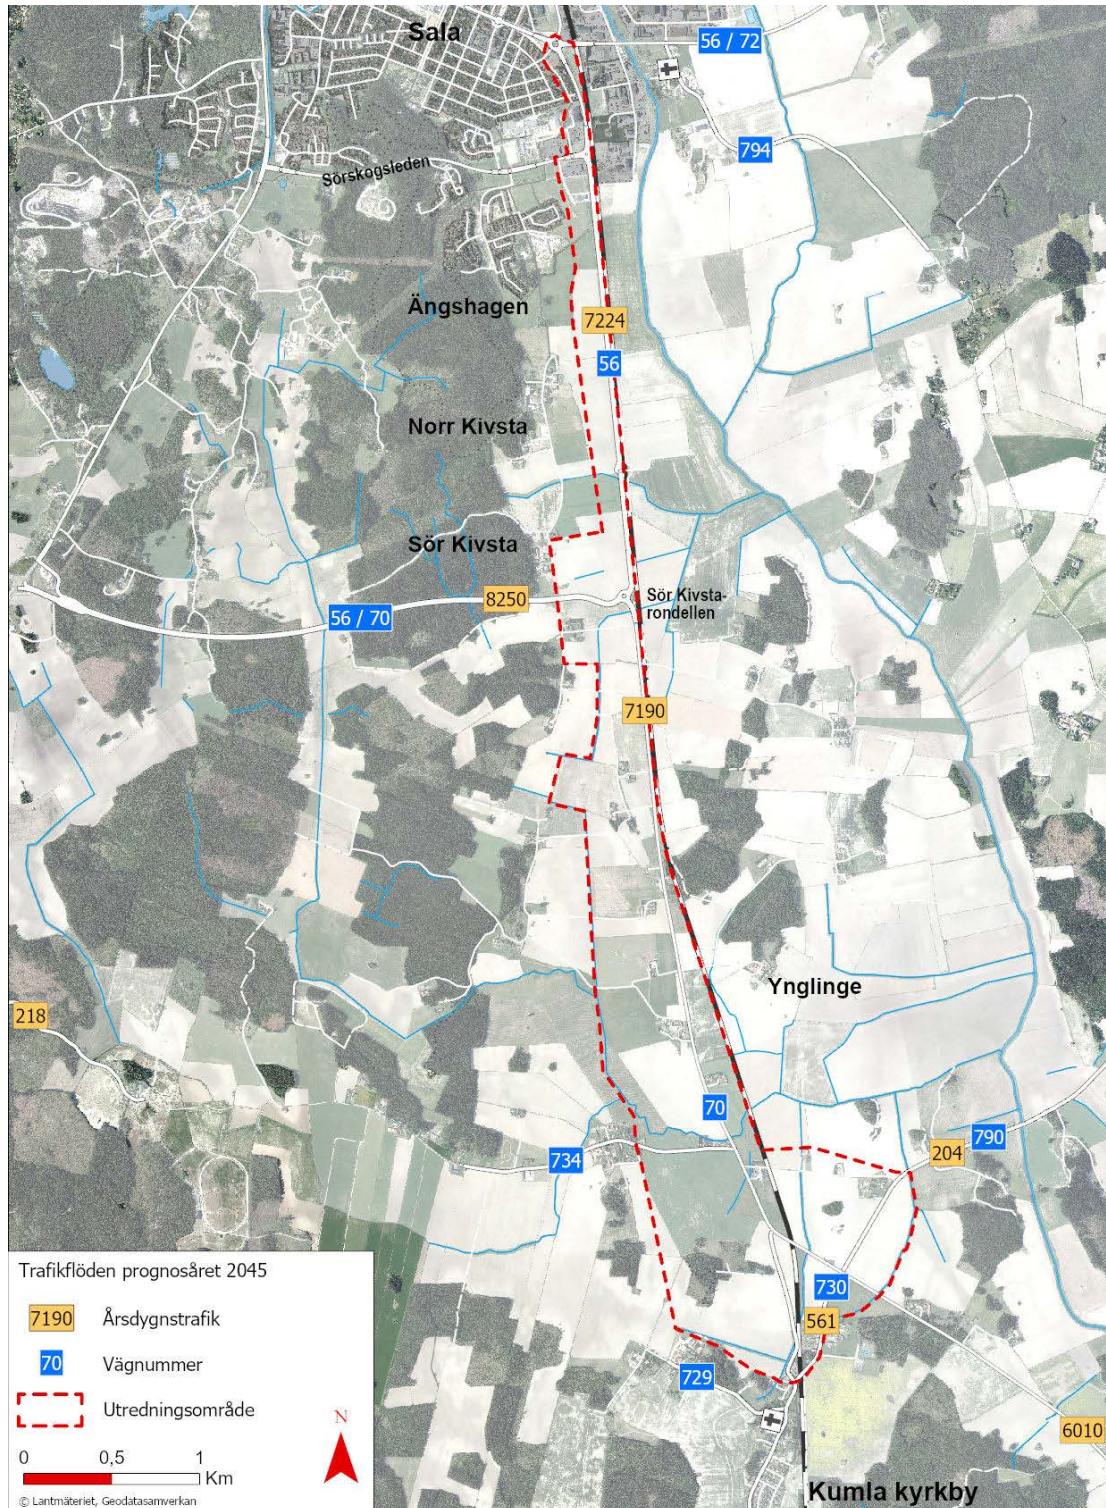 Sala
56 / 72
794
Sörskogsleden
Ängshagen
7224
56
Norr Kivsta
Sör Kivsta
8250
56 / 70
Sör Kivsta-
rondellen
7190
Ynglinge
218
70
734
790
204
730
561
729
6010
Kumla kyrkby
Trafikflöden prognosåret 2045
7190 Årsdygnstrafik
70 Vägnummer
Utredningsområde
N
0 0,5 1
Km
© Lantmäteriet, Geodatasamverkan